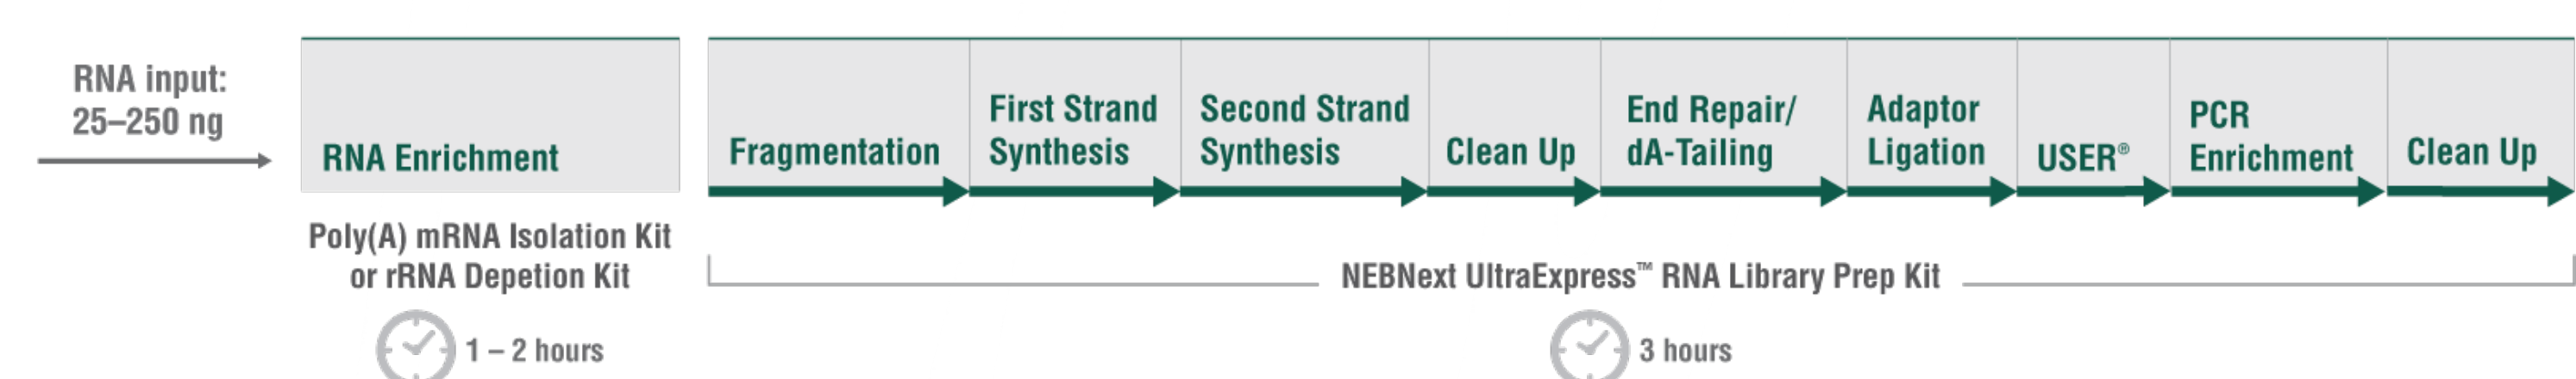 RNA input:
25–250 ng
RNA Enrichment
Fragmentation
First Strand
Synthesis
Second Strand
Synthesis
Clean Up
End Repair/
dA-Tailing
Adaptor
Ligation
USER®
PCR
Enrichment
Clean Up
Poly(A) mRNA Isolation Kit
or rRNA Depetion Kit
NEBNext UltraExpress™ RNA Library Prep Kit
1 – 2 hours
3 hours